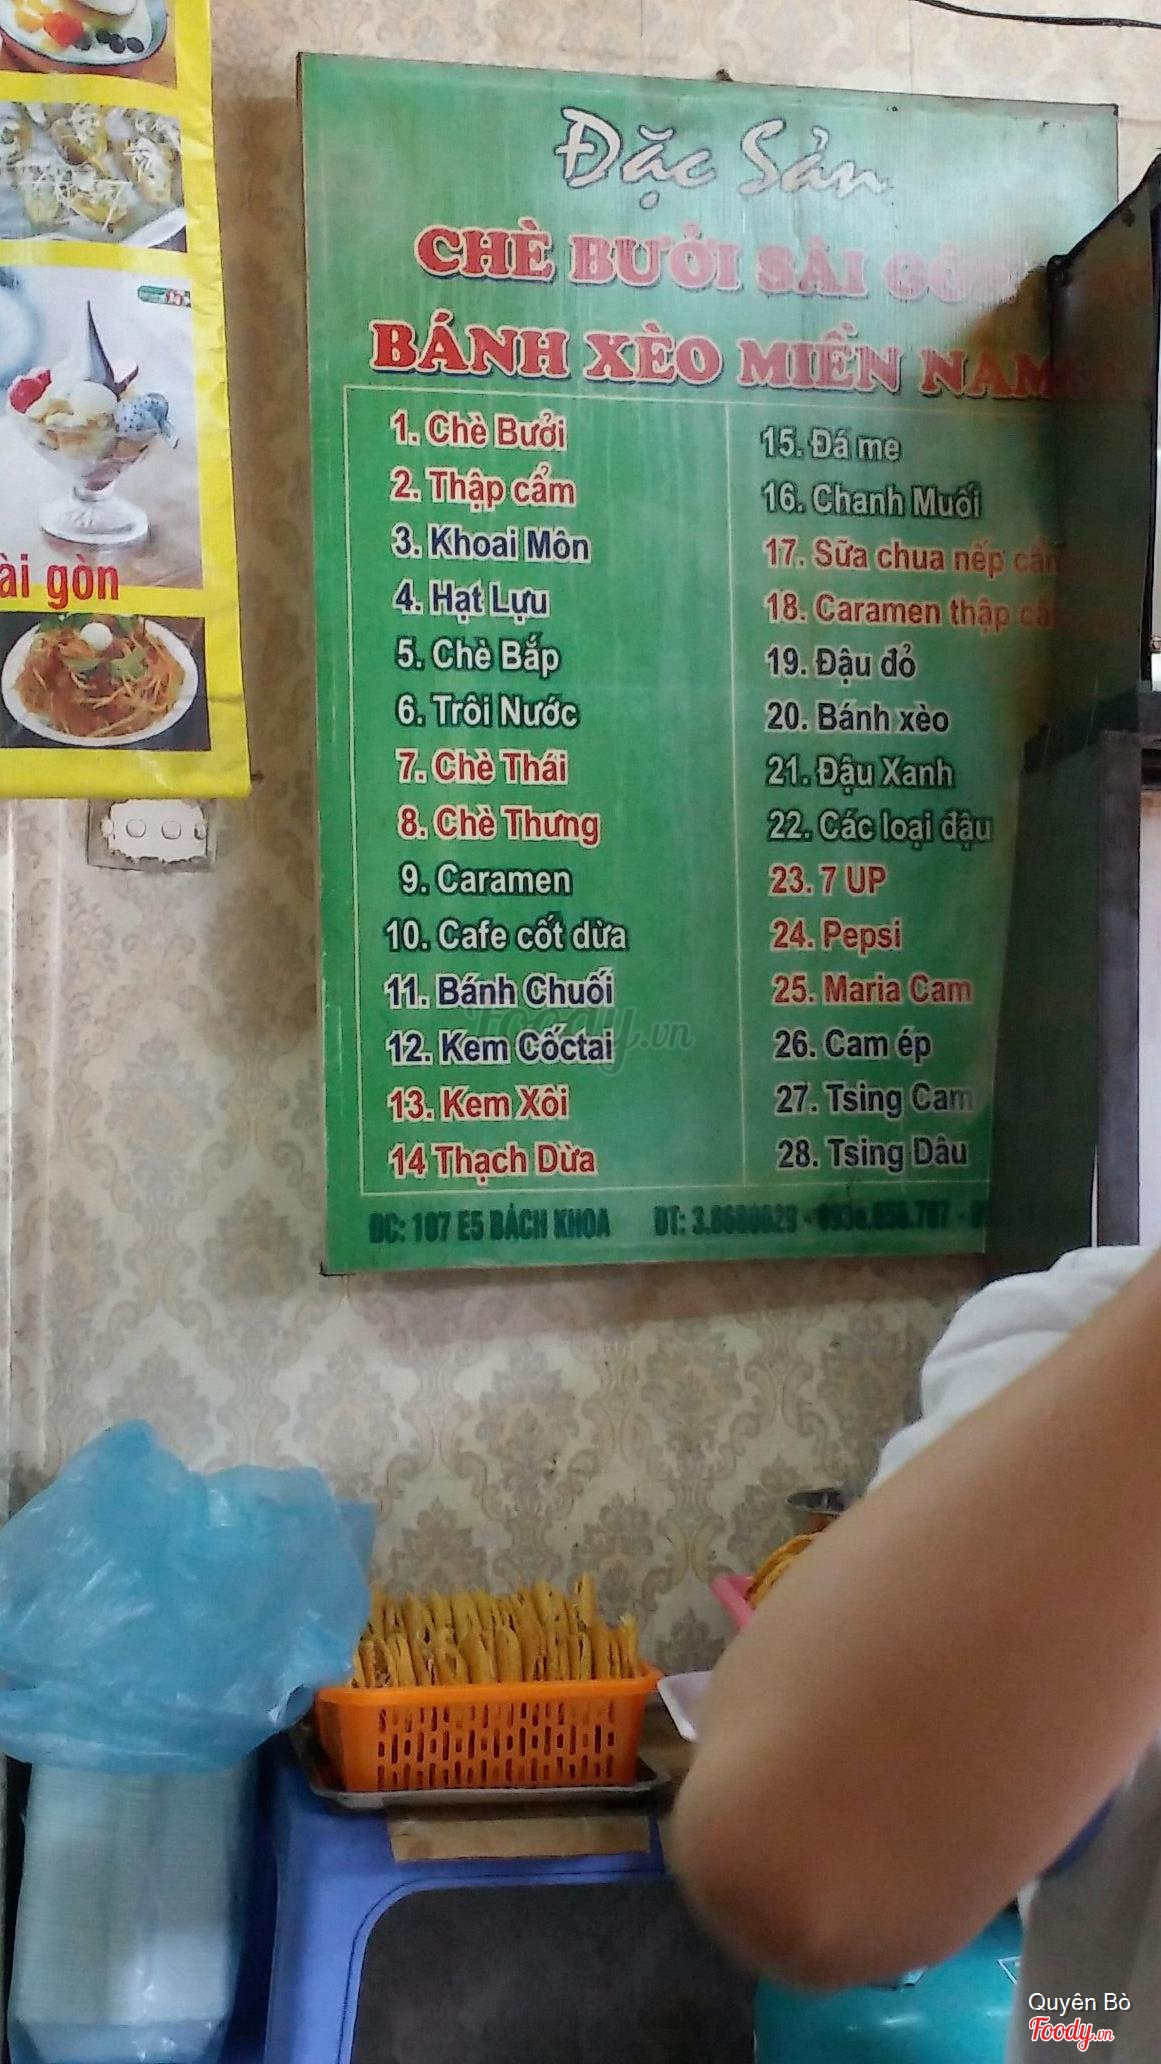 Đặc Sản
CHÈ BƯỞI SÀI GÒN
BÁNH XÈO MIỀN NAM
1. Chè Bưởi
2. Thập cẩm
3. Khoai Môn
4. Hạt Lựu
5. Chè Bắp
6. Trôi Nước
7. Chè Thái
8. Chè Thưng
9. Caramen
10. Cafe cốt dừa
11. Bánh Chuối
12. Kem Cốctai
13. Kem Xôi
14 Thạch Dừa
15. Đá me
16. Chanh Muối
17. Sữa chua nếp
18. Caramen thập
19. Đậu đỏ
20. Bánh xèo
21. Đậu Xanh
22. Các loại đậu
23. 7 UP
24. Pepsi
25. Maria Cam
26. Cam ép
27. Tsing Cam
28. Tsing Dâu
ĐC: 107 E5 BÁCH KHOA ĐT:
ài gòn
Foody.vn
Quyên Bò
Foody.vn